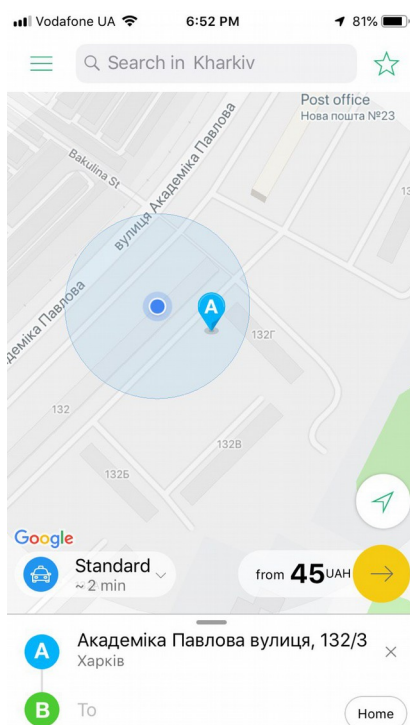 Vodafone UA
6:52 PM
81%
Search in Kharkiv
Post office
Нова пошта №23
Bakulina St
вулиця Академіка Павлова
еміка Павлова
13
132Г
132
132В
132Б
Google
Standard
~ 2 min
from 45 UAH
A
A
Академіка Павлова вулиця, 132/3
Харків
B
To
Home